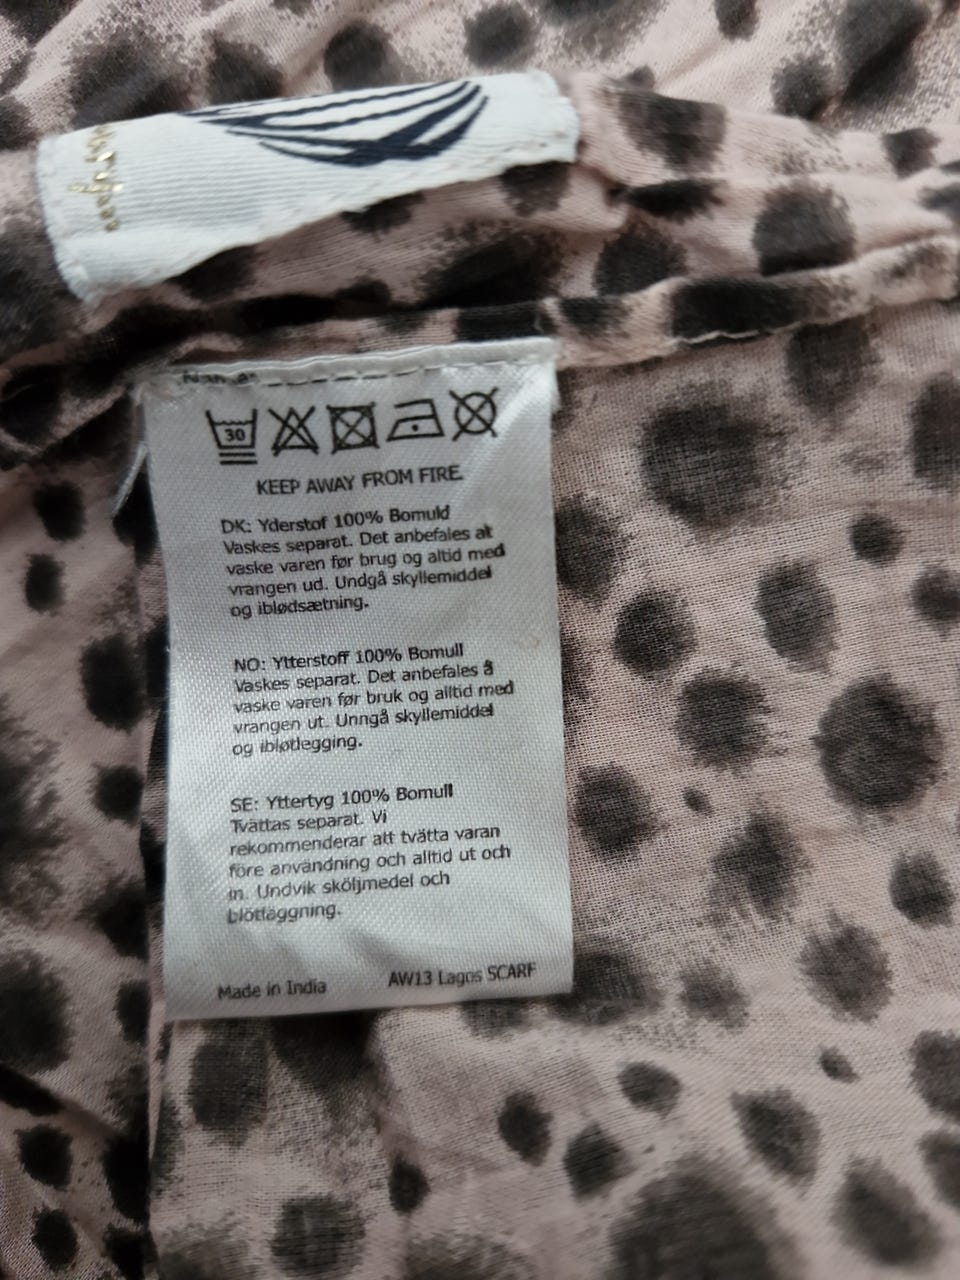 30
KEEP AWAY FROM FIRE.
DK: Yderstof 100% Bomuld
Vaskes separat. Det anbefales at
vaske varen før brug og altid med
vrangen ud. Undgå skyllemiddel
og iblødsætning.
NO: Ytterstoff 100% Bomull
Vaskes separat. Det anbefales å
vaske varen før bruk og alltid med
vrangen ut. Unngå skyllemiddel
og ibløtlegging.
SE: Yttertyg 100% Bomull
Tvättas separat. Vi
rekommenderar att tvätta varan
före användning och alltid ut och
in. Undvik sköljmedel och
blötläggning.
Made in India
AW13 Lagos SCARF